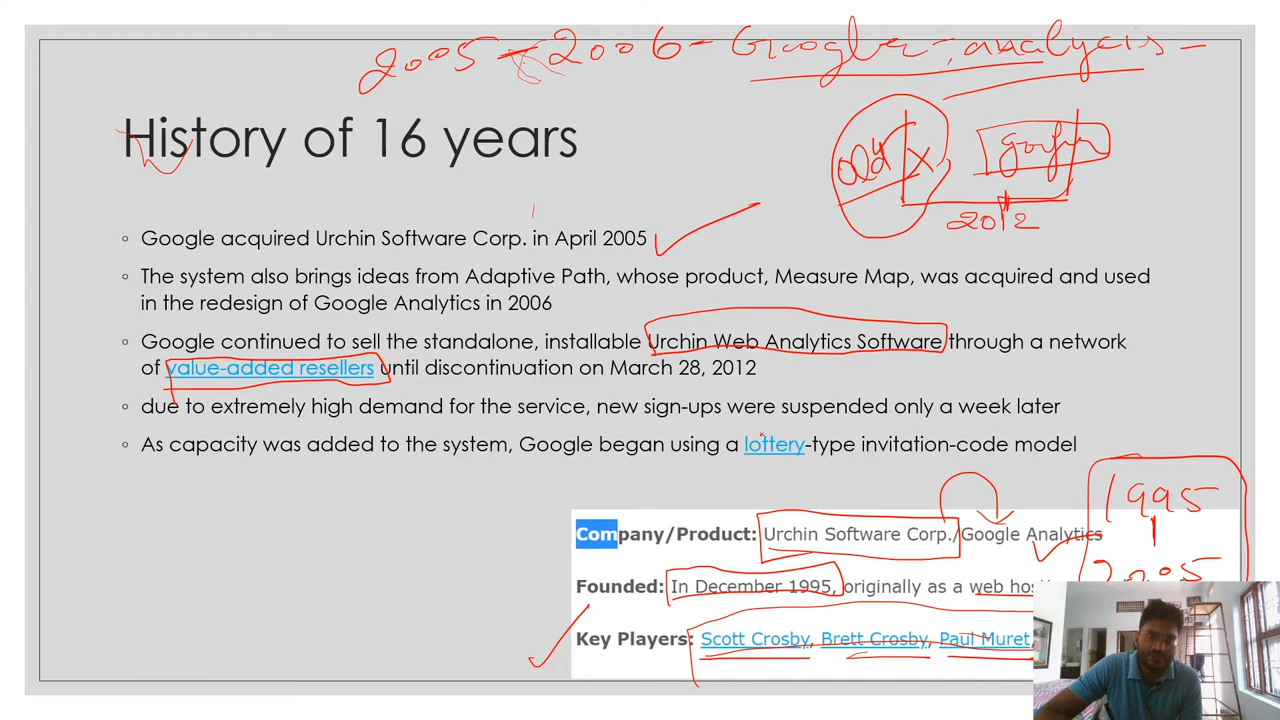 2005 - 2006 - Google - analysis -
History of 16 years
old X
2012
Google acquired Urchin Software Corp. in April 2005
The system also brings ideas from Adaptive Path, whose product, Measure Map, was acquired and used
in the redesign of Google Analytics in 2006
Google continued to sell the standalone, installable Urchin Web Analytics Software through a network
of value-added resellers until discontinuation on March 28, 2012
due to extremely high demand for the service, new sign-ups were suspended only a week later
As capacity was added to the system, Google began using a lottery-type invitation-code model
1995
2005
Company/Product: Urchin Software Corp./Google Analytics
Founded: In December 1995, originally as a web
Key Players: Scott Crosby, Brett Crosby, Paul Muret,